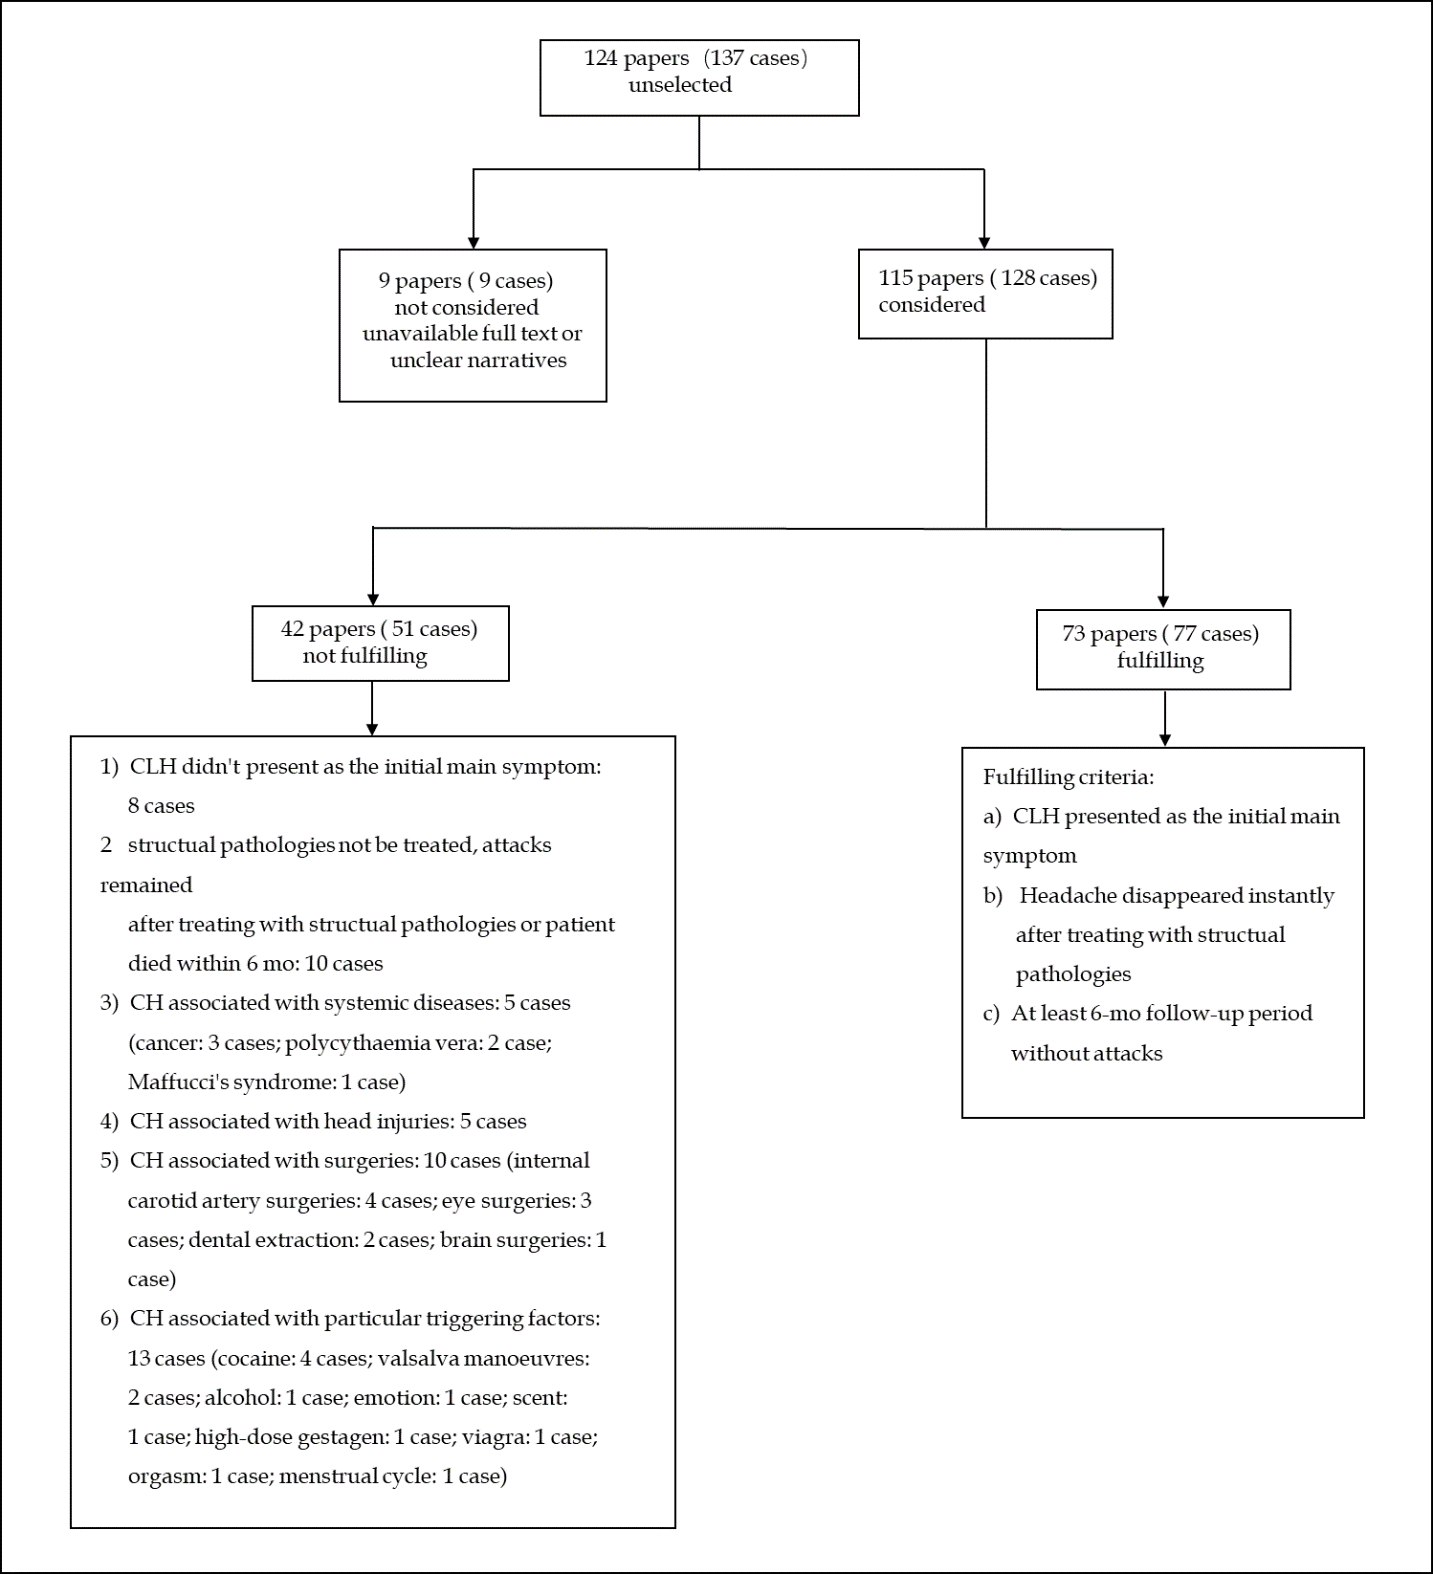 124 papers (137 cases)
unselected
9 papers ( 9 cases)
not considered
unavailable full text or
unclear narratives
115 papers ( 128 cases)
considered
42 papers ( 51 cases)
not fulfilling
73 papers ( 77 cases)
fulfilling
1) CLH didn't present as the initial main symptom:
8 cases
2 structual pathologies not be treated, attacks
remained
after treating with structual pathologies or patient
died within 6 mo: 10 cases
3) CH associated with systemic diseases: 5 cases
(cancer: 3 cases; polycythaemia vera: 2 case;
Maffucci's syndrome: 1 case)
4) CH associated with head injuries: 5 cases
5) CH associated with surgeries: 10 cases (internal
carotid artery surgeries: 4 cases; eye surgeries: 3
cases; dental extraction: 2 cases; brain surgeries: 1
case)
6) CH associated with particular triggering factors:
13 cases (cocaine: 4 cases; valsalva manoeuvres:
2 cases; alcohol: 1 case; emotion: 1 case; scent:
1 case; high-dose gestagen: 1 case; viagra: 1 case;
orgasm: 1 case; menstrual cycle: 1 case)
Fulfilling criteria:
a) CLH presented as the initial main
symptom
b) Headache disappeared instantly
after treating with structual
pathologies
c) At least 6-mo follow-up period
without attacks